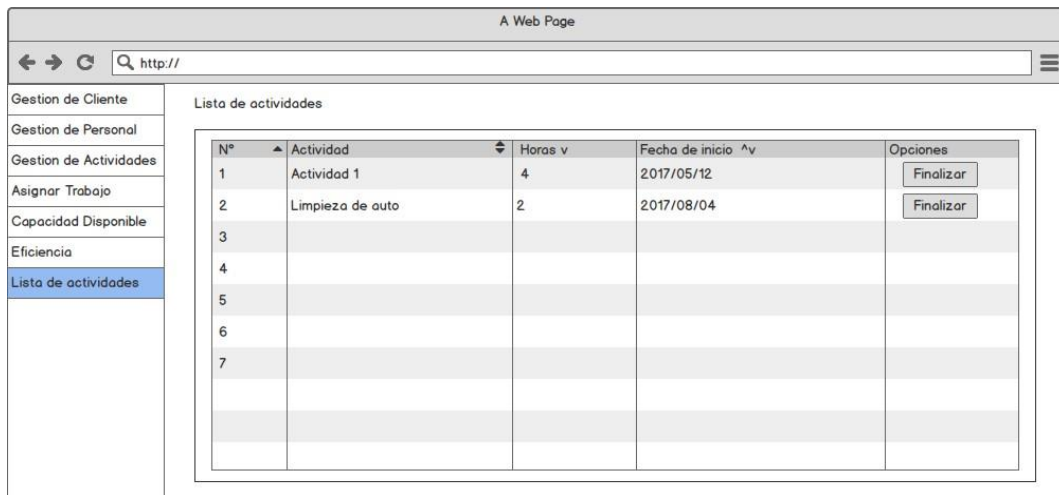 A Web Page
http://
Gestion de Cliente
Gestion de Personal
Gestion de Actividades
Asignar Trabajo
Capacidad Disponible
Eficiencia
Lista de actividades
Lista de actividades
Nº Actividad Horas v Fecha de inicio ^v Opciones
1 Actividad 1 4 2017/05/12 Finalizar
2 Limpieza de auto 2 2017/08/04 Finalizar
3
4
5
6
7